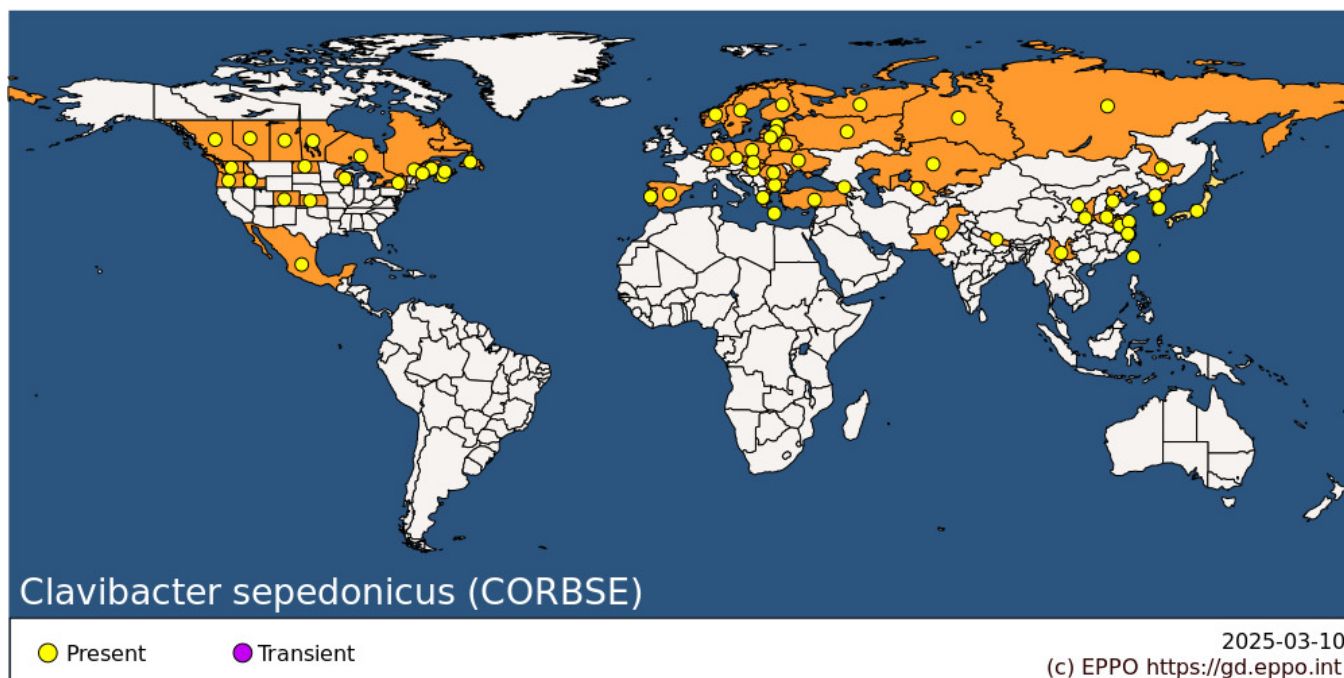 Clavibacter sepedonicus (CORBSE)
Present
Transient
2025-03-10
(c) EPPO https://gd.eppo.int